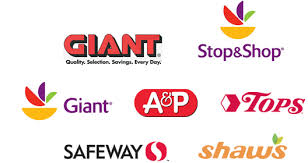 GIANT®
Quality. Selection. Savings. Every Day.
Stop&Shop®
Giant®
A&P
TOPS
SAFEWAY
shaw's